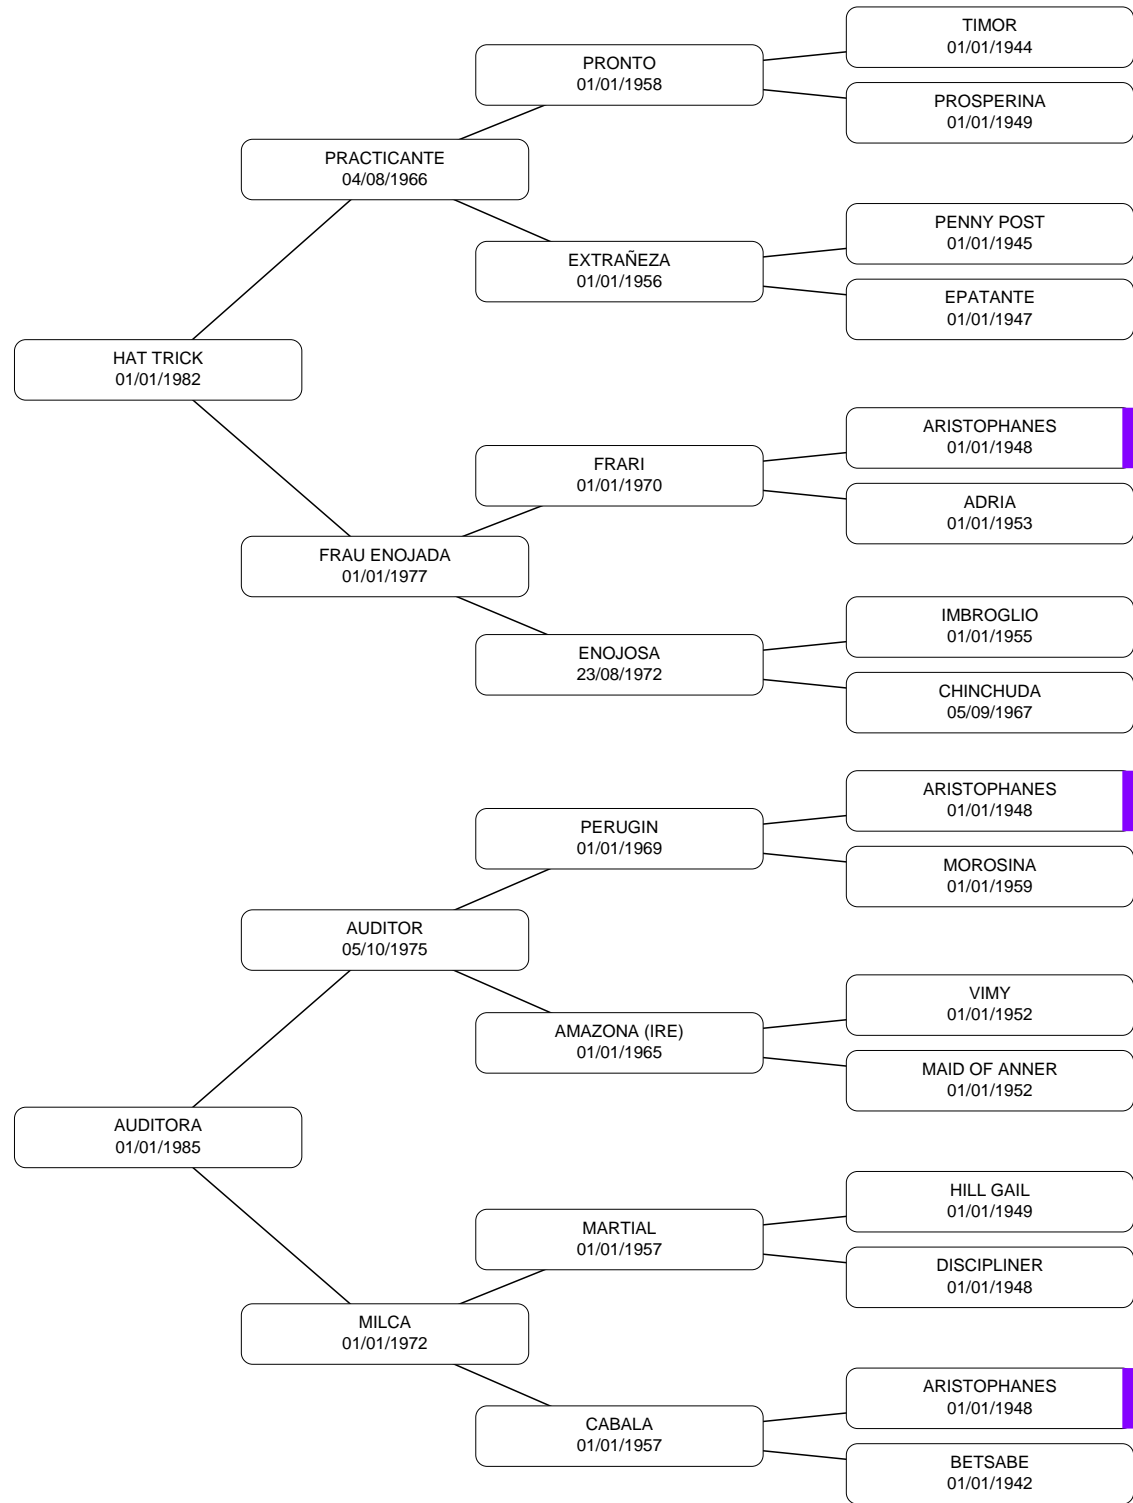 TIMOR
01/01/1944
PRONTO
01/01/1958
PROSPERINA
01/01/1949
PRACTICANTE
04/08/1966
PENNY POST
01/01/1945
EXTRAÑEZA
01/01/1956
EPATANTE
01/01/1947
HAT TRICK
01/01/1982
ARISTOPHANES
01/01/1948
FRARI
01/01/1970
ADRIA
01/01/1953
FRAU ENOJADA
01/01/1977
IMBROGLIO
01/01/1955
ENOJOSA
23/08/1972
CHINCHUDA
05/09/1967
ARISTOPHANES
01/01/1948
PERUGIN
01/01/1969
MOROSINA
01/01/1959
AUDITOR
05/10/1975
VIMY
01/01/1952
AMAZONA (IRE)
01/01/1965
MAID OF ANNER
01/01/1952
AUDITORA
01/01/1985
HILL GAIL
01/01/1949
MARTIAL
01/01/1957
DISCIPLINER
01/01/1948
MILCA
01/01/1972
ARISTOPHANES
01/01/1948
CABALA
01/01/1957
BETSABE
01/01/1942